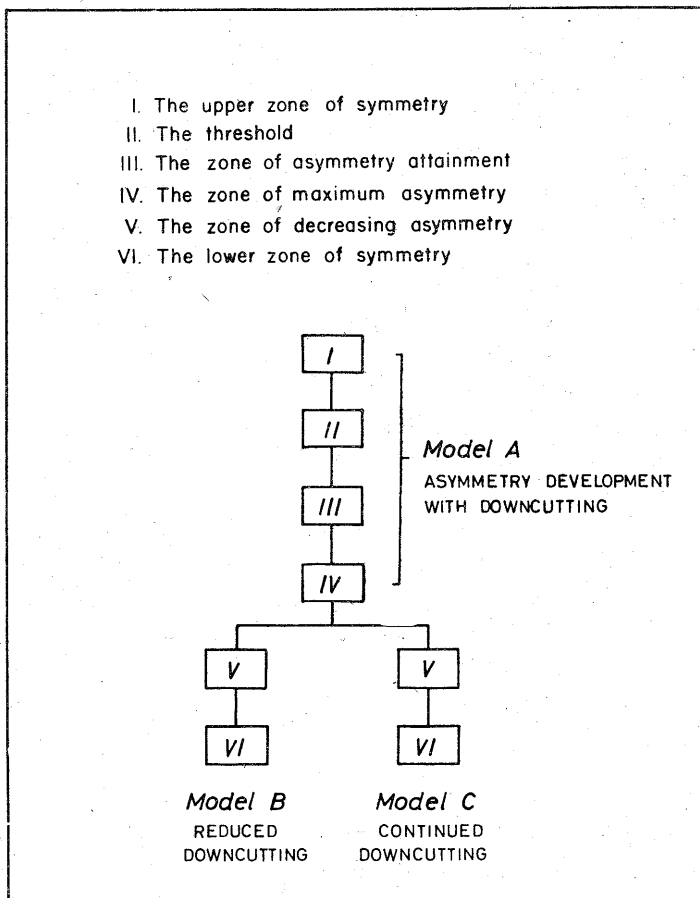 I. The upper zone of symmetry
II. The threshold
III. The zone of asymmetry attainment
IV. The zone of maximum asymmetry
V. The zone of decreasing asymmetry
VI. The lower zone of symmetry
I
II
Model A
ASYMMETRY DEVELOPMENT
WITH DOWNCUTTING
III
IV
V
V
VI
VI
Model B
Model C
REDUCED
DOWNCUTTING
CONTINUED
DOWNCUTTING